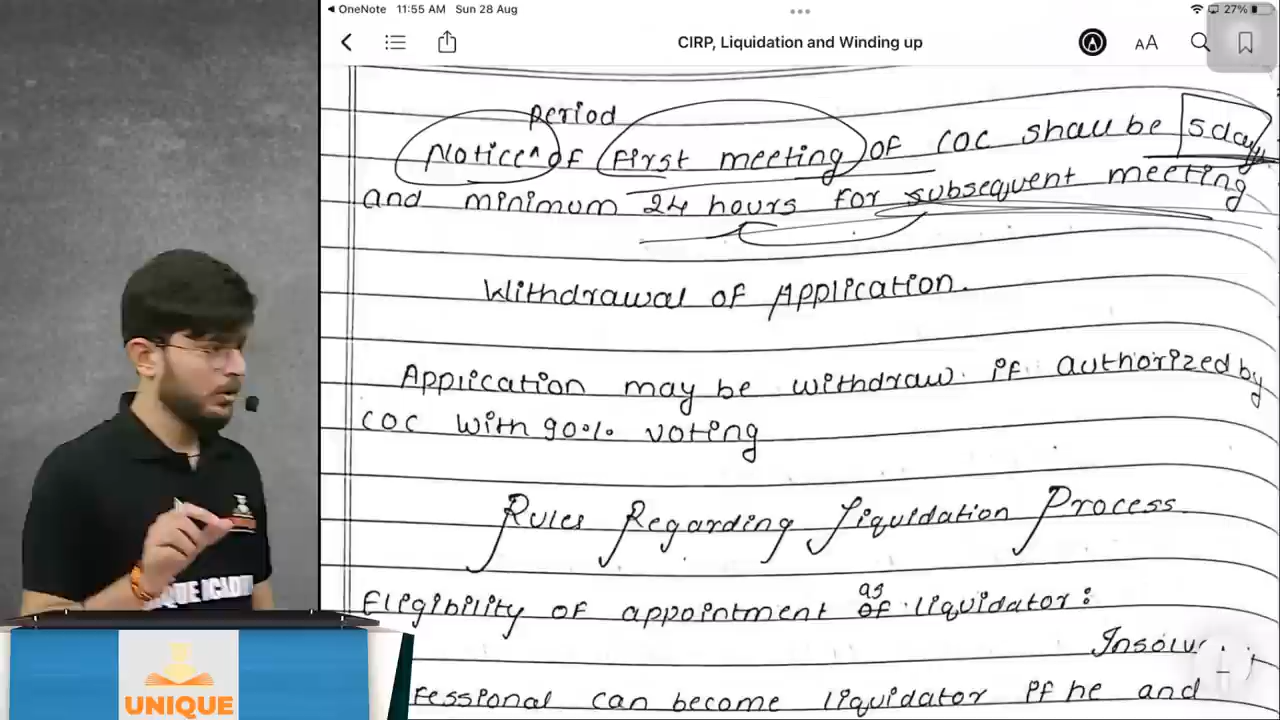 OneNote 11:55 AM Sun 28 Aug
27%
CIRP, Liquidation and Winding up
AA
period
Notice^ of First meeting of COC shall be 5 days
and minimum 24 hours for subsequent meeting
Withdrawal of Application.
Application may be withdraw if authorized by
COC with 90% voting
Rules Regarding Liquidation Process
as
Eligibility of appointment of liquidator:
fessional can become liquidator if he and
UNIQUE